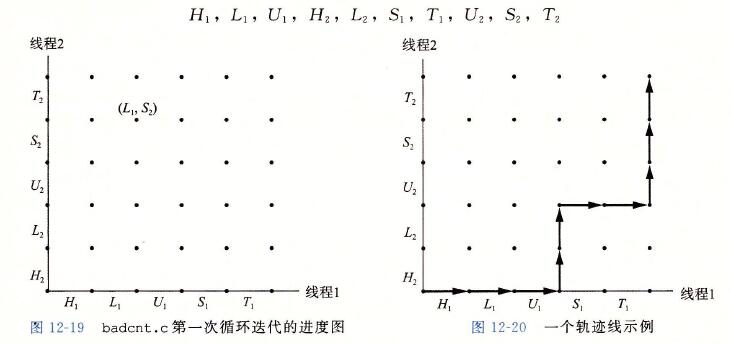 H₁, L₁, U₁, H₂, L₂, S₁, T₁, U₂, S₂, T₂
线程2
T₂
(L₁, S₂)
S₂
U₂
L₂
H₂
线程1
H₁ L₁ U₁ S₁ T₁
图 12-19 badcnt.c第一次循环迭代的进度图
线程2
T₂
S₂
U₂
L₂
H₂
线程1
H₁ L₁ U₁ S₁ T₁
图 12-20 一个轨迹线示例